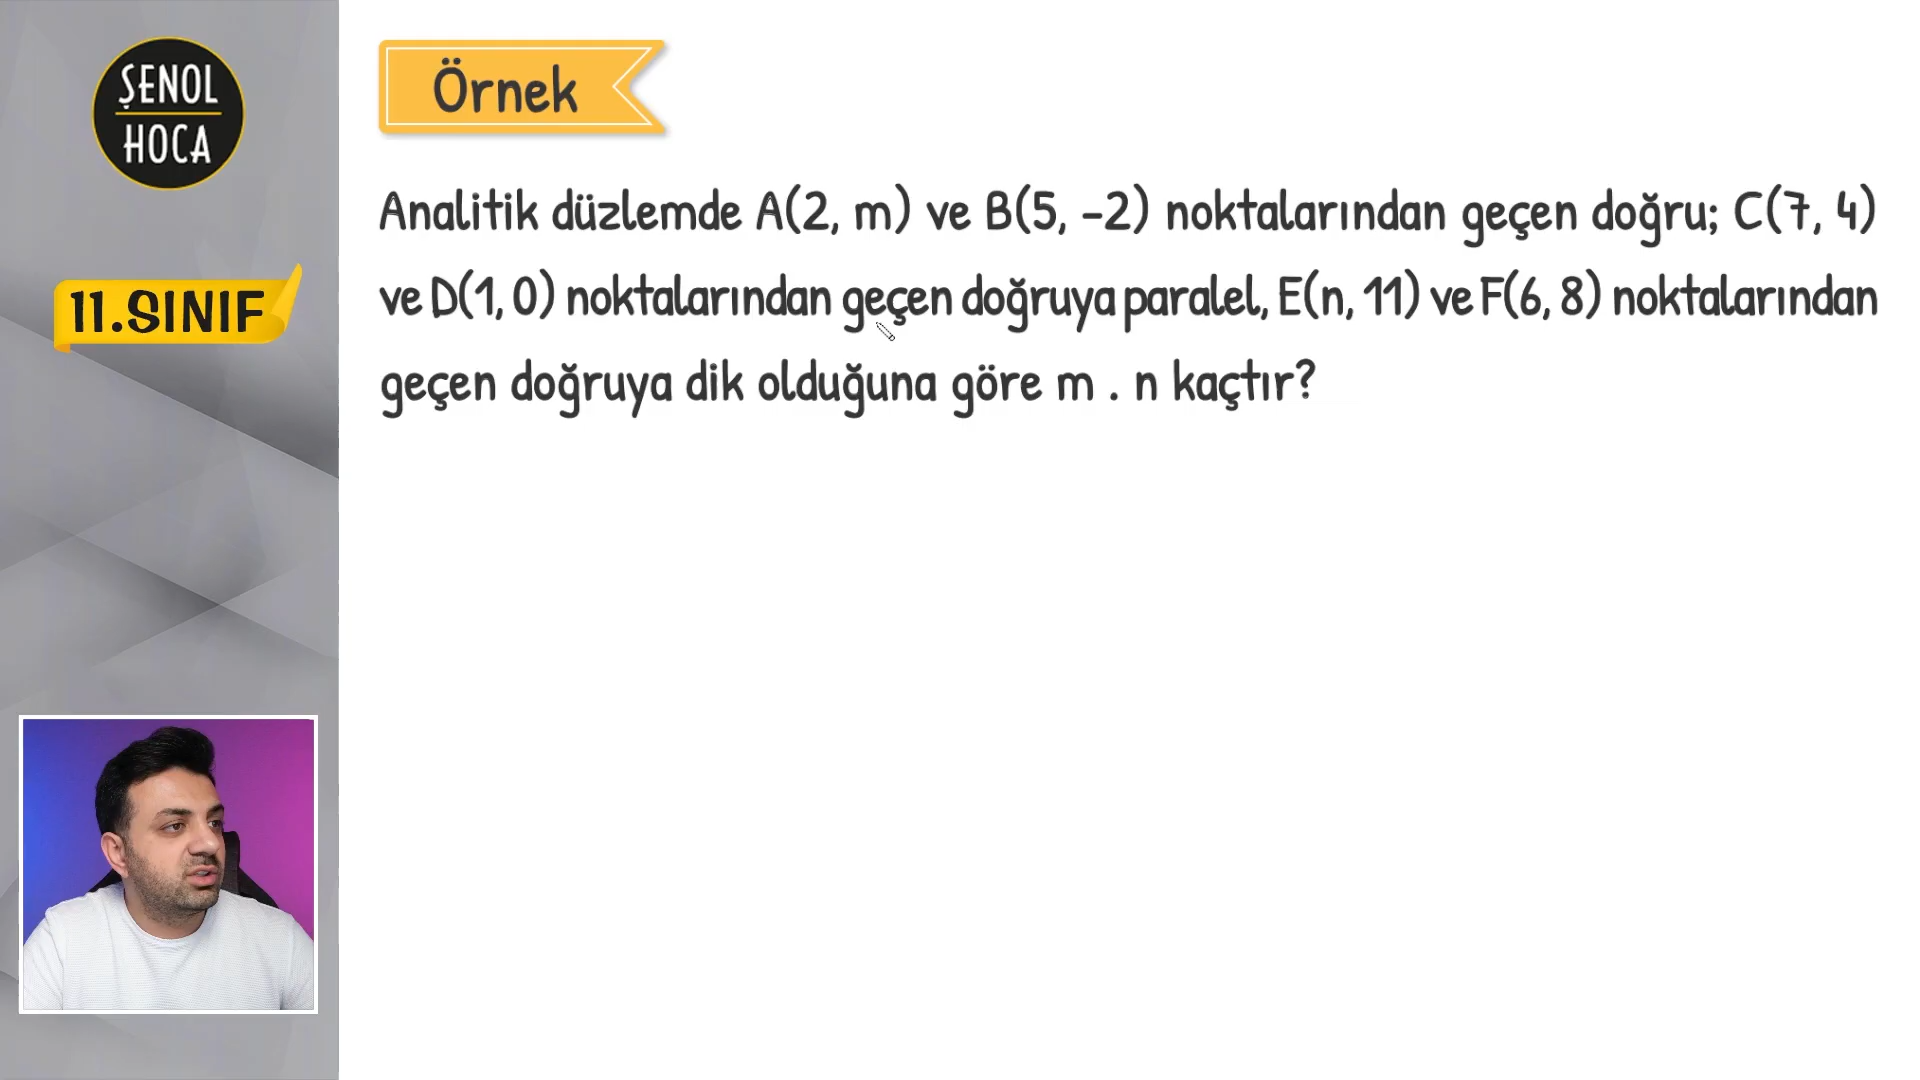 ŞENOL
HOCA
11.SINIF
Örnek
Analitik düzlemde A(2, m) ve B(5, -2) noktalarından geçen doğru; C(7, 4)
ve D(1, 0) noktalarından geçen doğruya paralel, E(n, 11) ve F(6, 8) noktalarından
geçen doğruya dik olduğuna göre m . n kaçtır?